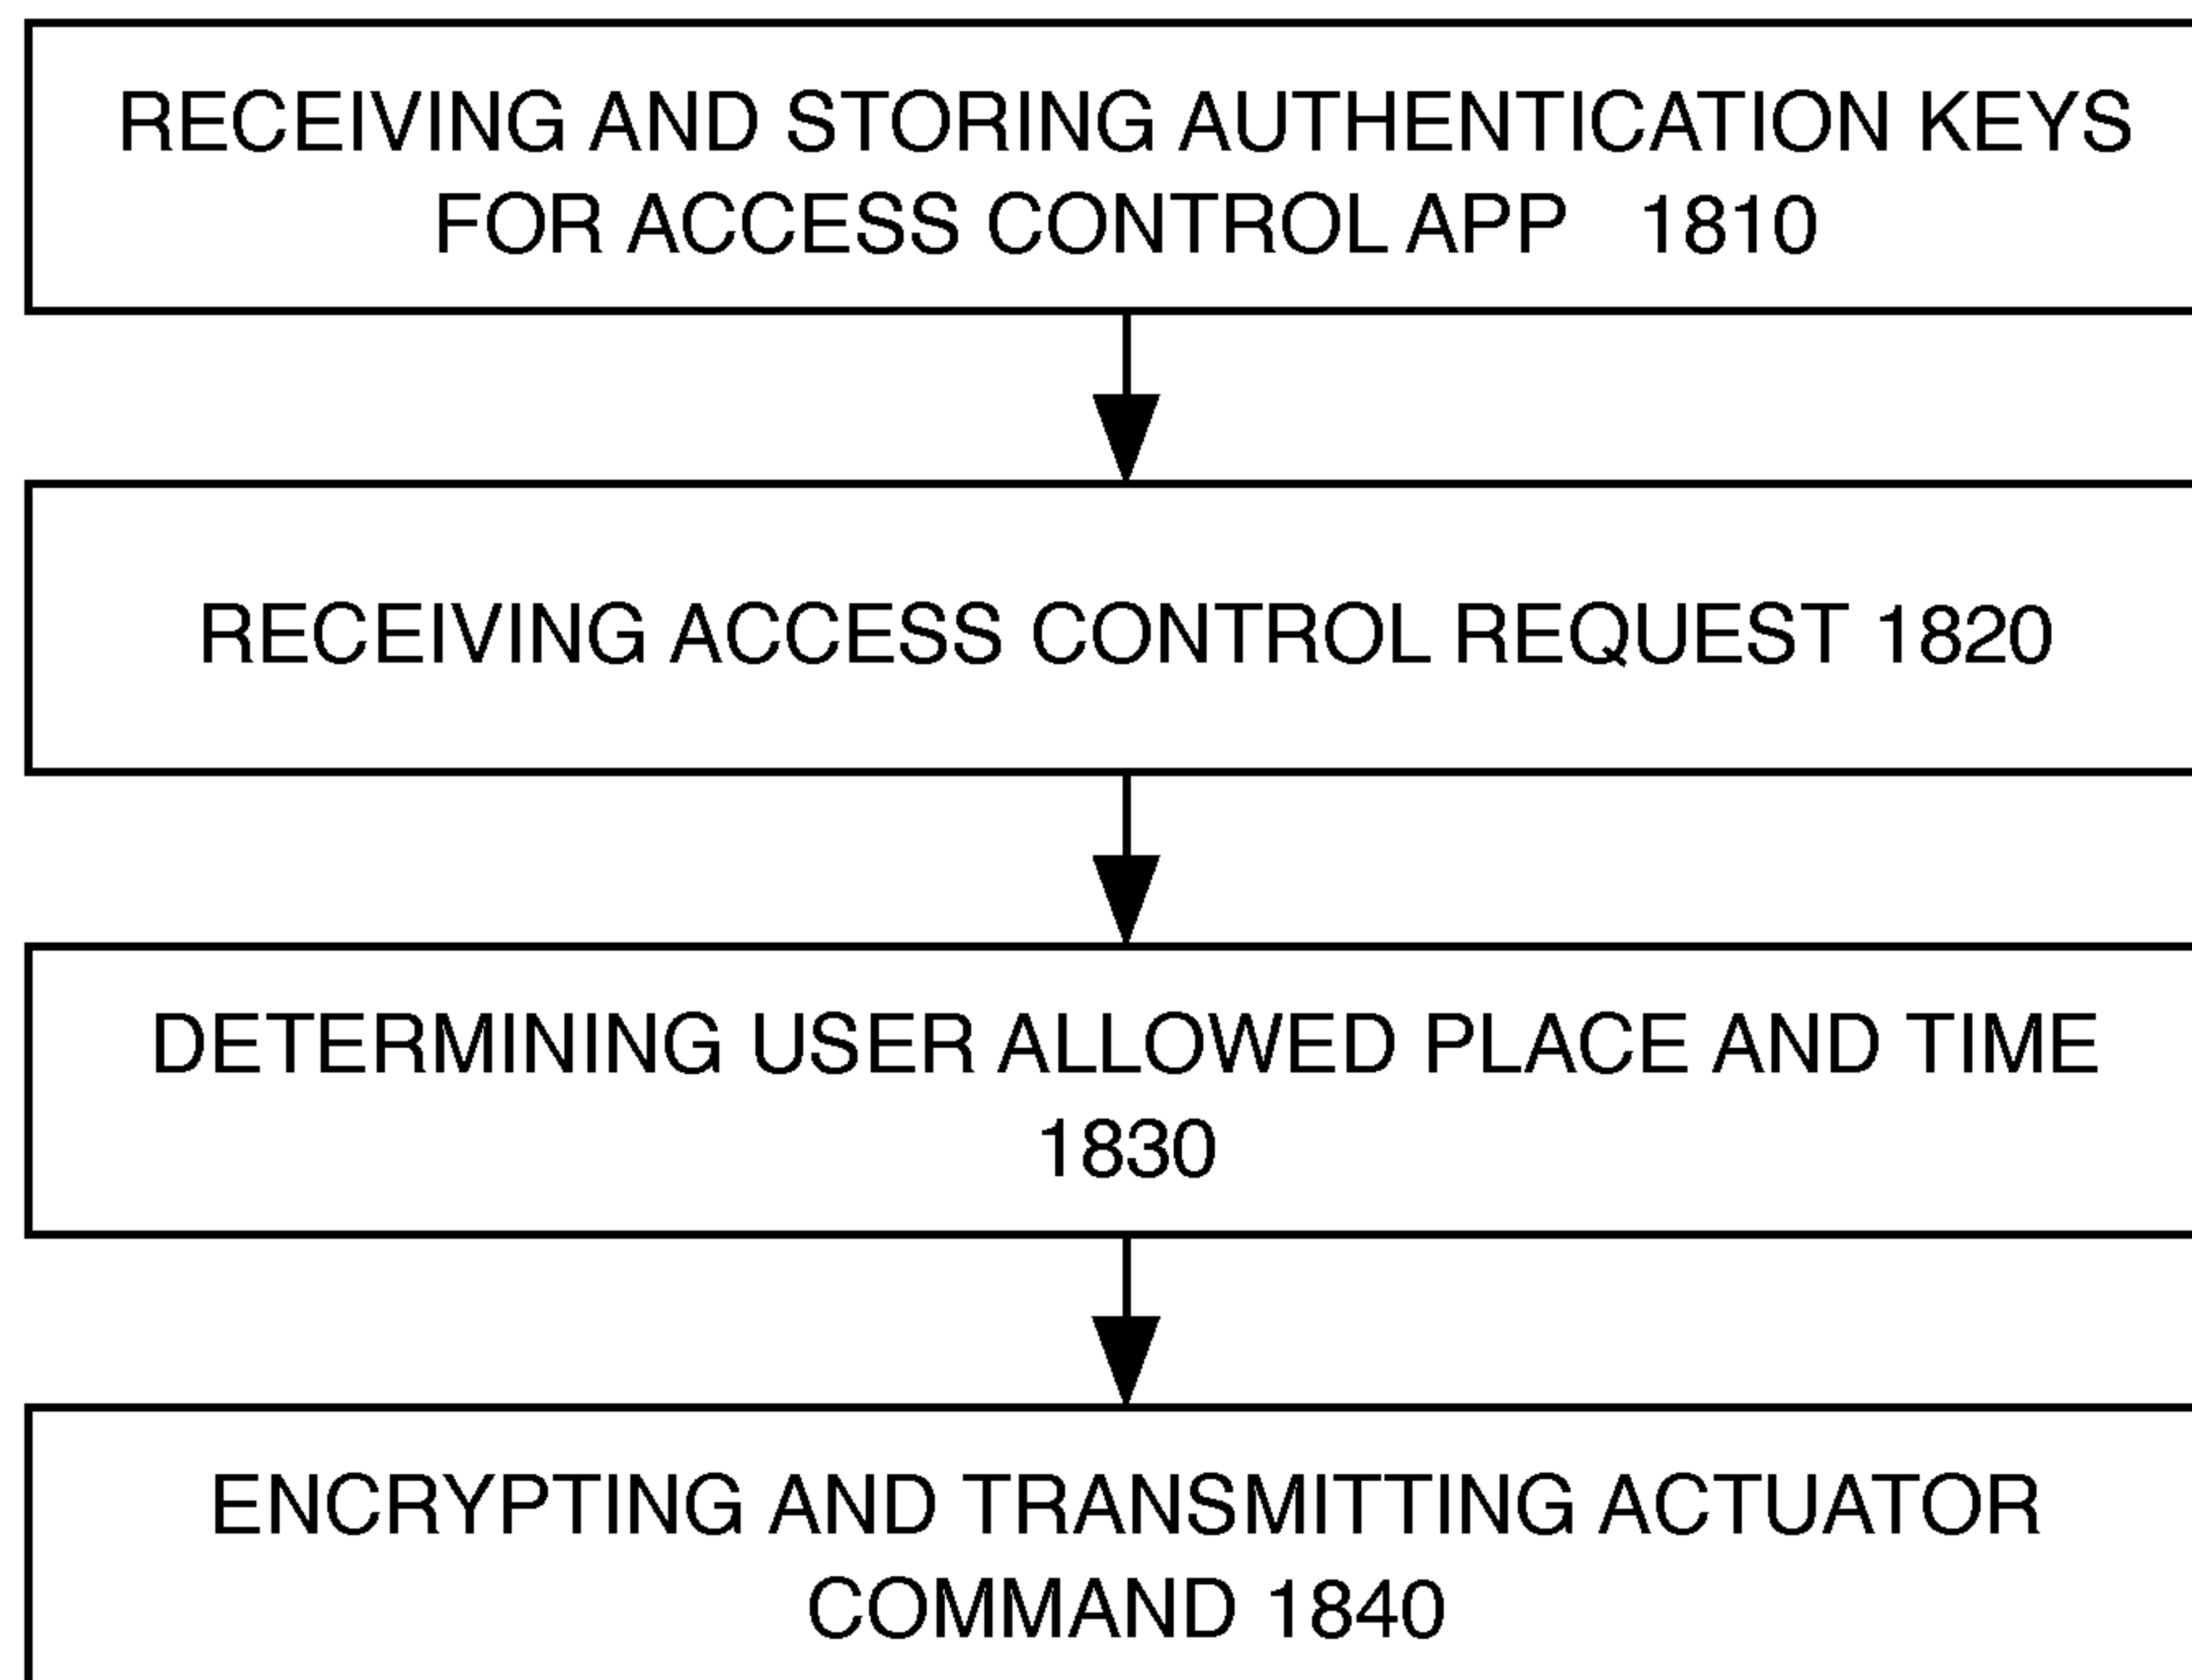 RECEIVING AND STORING AUTHENTICATION KEYS
FOR ACCESS CONTROL APP 1810
RECEIVING ACCESS CONTROL REQUEST 1820
DETERMINING USER ALLOWED PLACE AND TIME
1830
ENCRYPTING AND TRANSMITTING ACTUATOR
COMMAND 1840